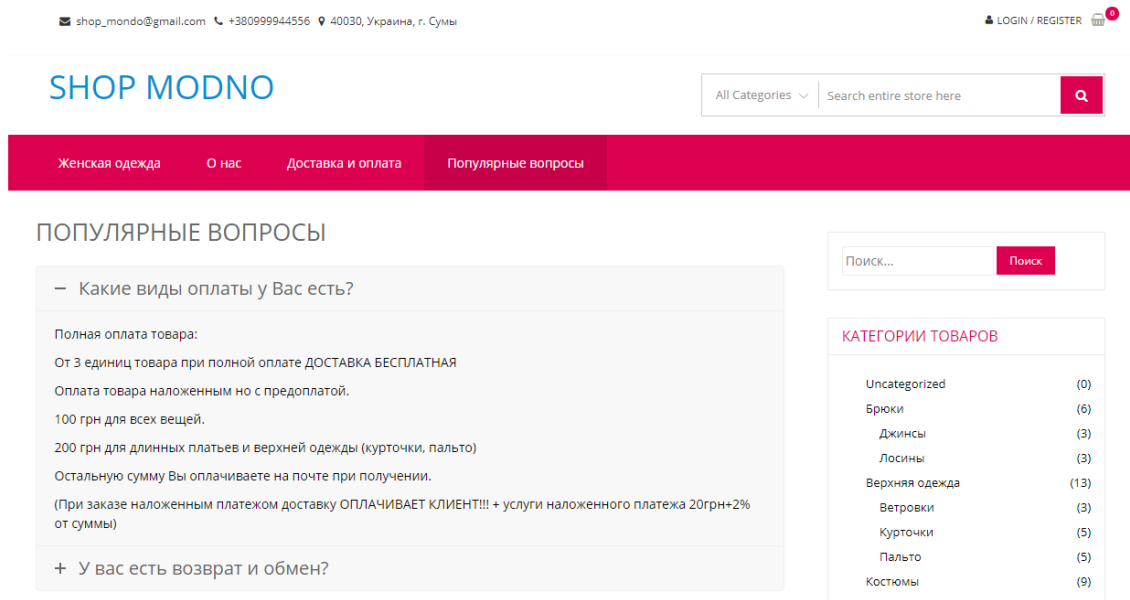 shop_mondo@gmail.com +380999944556 40030, Украина, г. Сумы
LOGIN / REGISTER 0
SHOP MODNO
All Categories Search entire store here
Женская одежда О нас Доставка и оплата Популярные вопросы
ПОПУЛЯРНЫЕ ВОПРОСЫ
− Какие виды оплаты у Вас есть?
Полная оплата товара:
От 3 единиц товара при полной оплате ДОСТАВКА БЕСПЛАТНАЯ
Оплата товара наложенным но с предоплатой.
100 грн для всех вещей.
200 грн для длинных платьев и верхней одежды (курточки, пальто)
Остальную сумму Вы оплачиваете на почте при получении.
(При заказе наложенным платежом доставку ОПЛАЧИВАЕТ КЛИЕНТ!!! + услуги наложенного платежа 20грн+2%
от суммы)
+ У вас есть возврат и обмен?
Поиск... Поиск
КАТЕГОРИИ ТОВАРОВ
Uncategorized (0)
Брюки (6)
Джинсы (3)
Лосины (3)
Верхняя одежда (13)
Ветровки (3)
Курточки (5)
Пальто (5)
Костюмы (9)